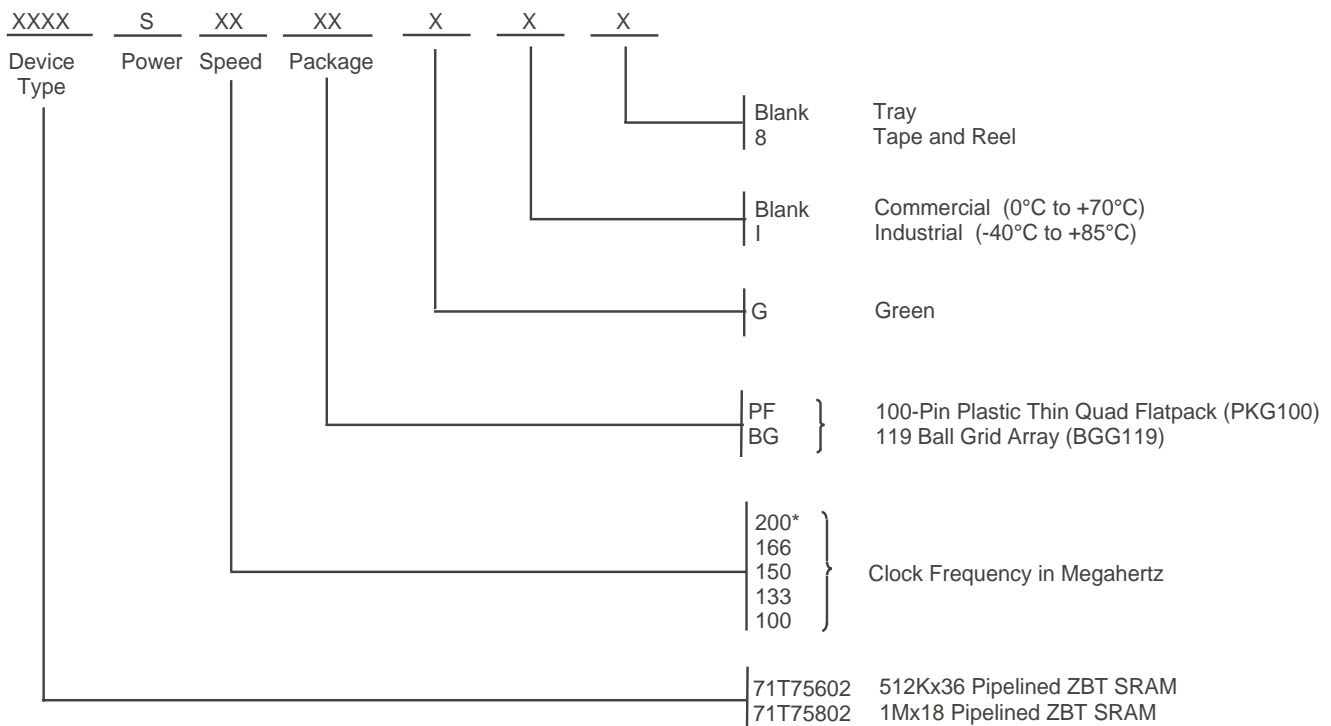 XXXX S XX XX X X X
Device Type Power Speed Package
Blank Tray
8 Tape and Reel
Blank Commercial (0°C to +70°C)
I Industrial (-40°C to +85°C)
G Green
PF 100-Pin Plastic Thin Quad Flatpack (PKG100)
BG 119 Ball Grid Array (BGG119)
200*
166
150 Clock Frequency in Megahertz
133
100
71T75602 512Kx36 Pipelined ZBT SRAM
71T75802 1Mx18 Pipelined ZBT SRAM